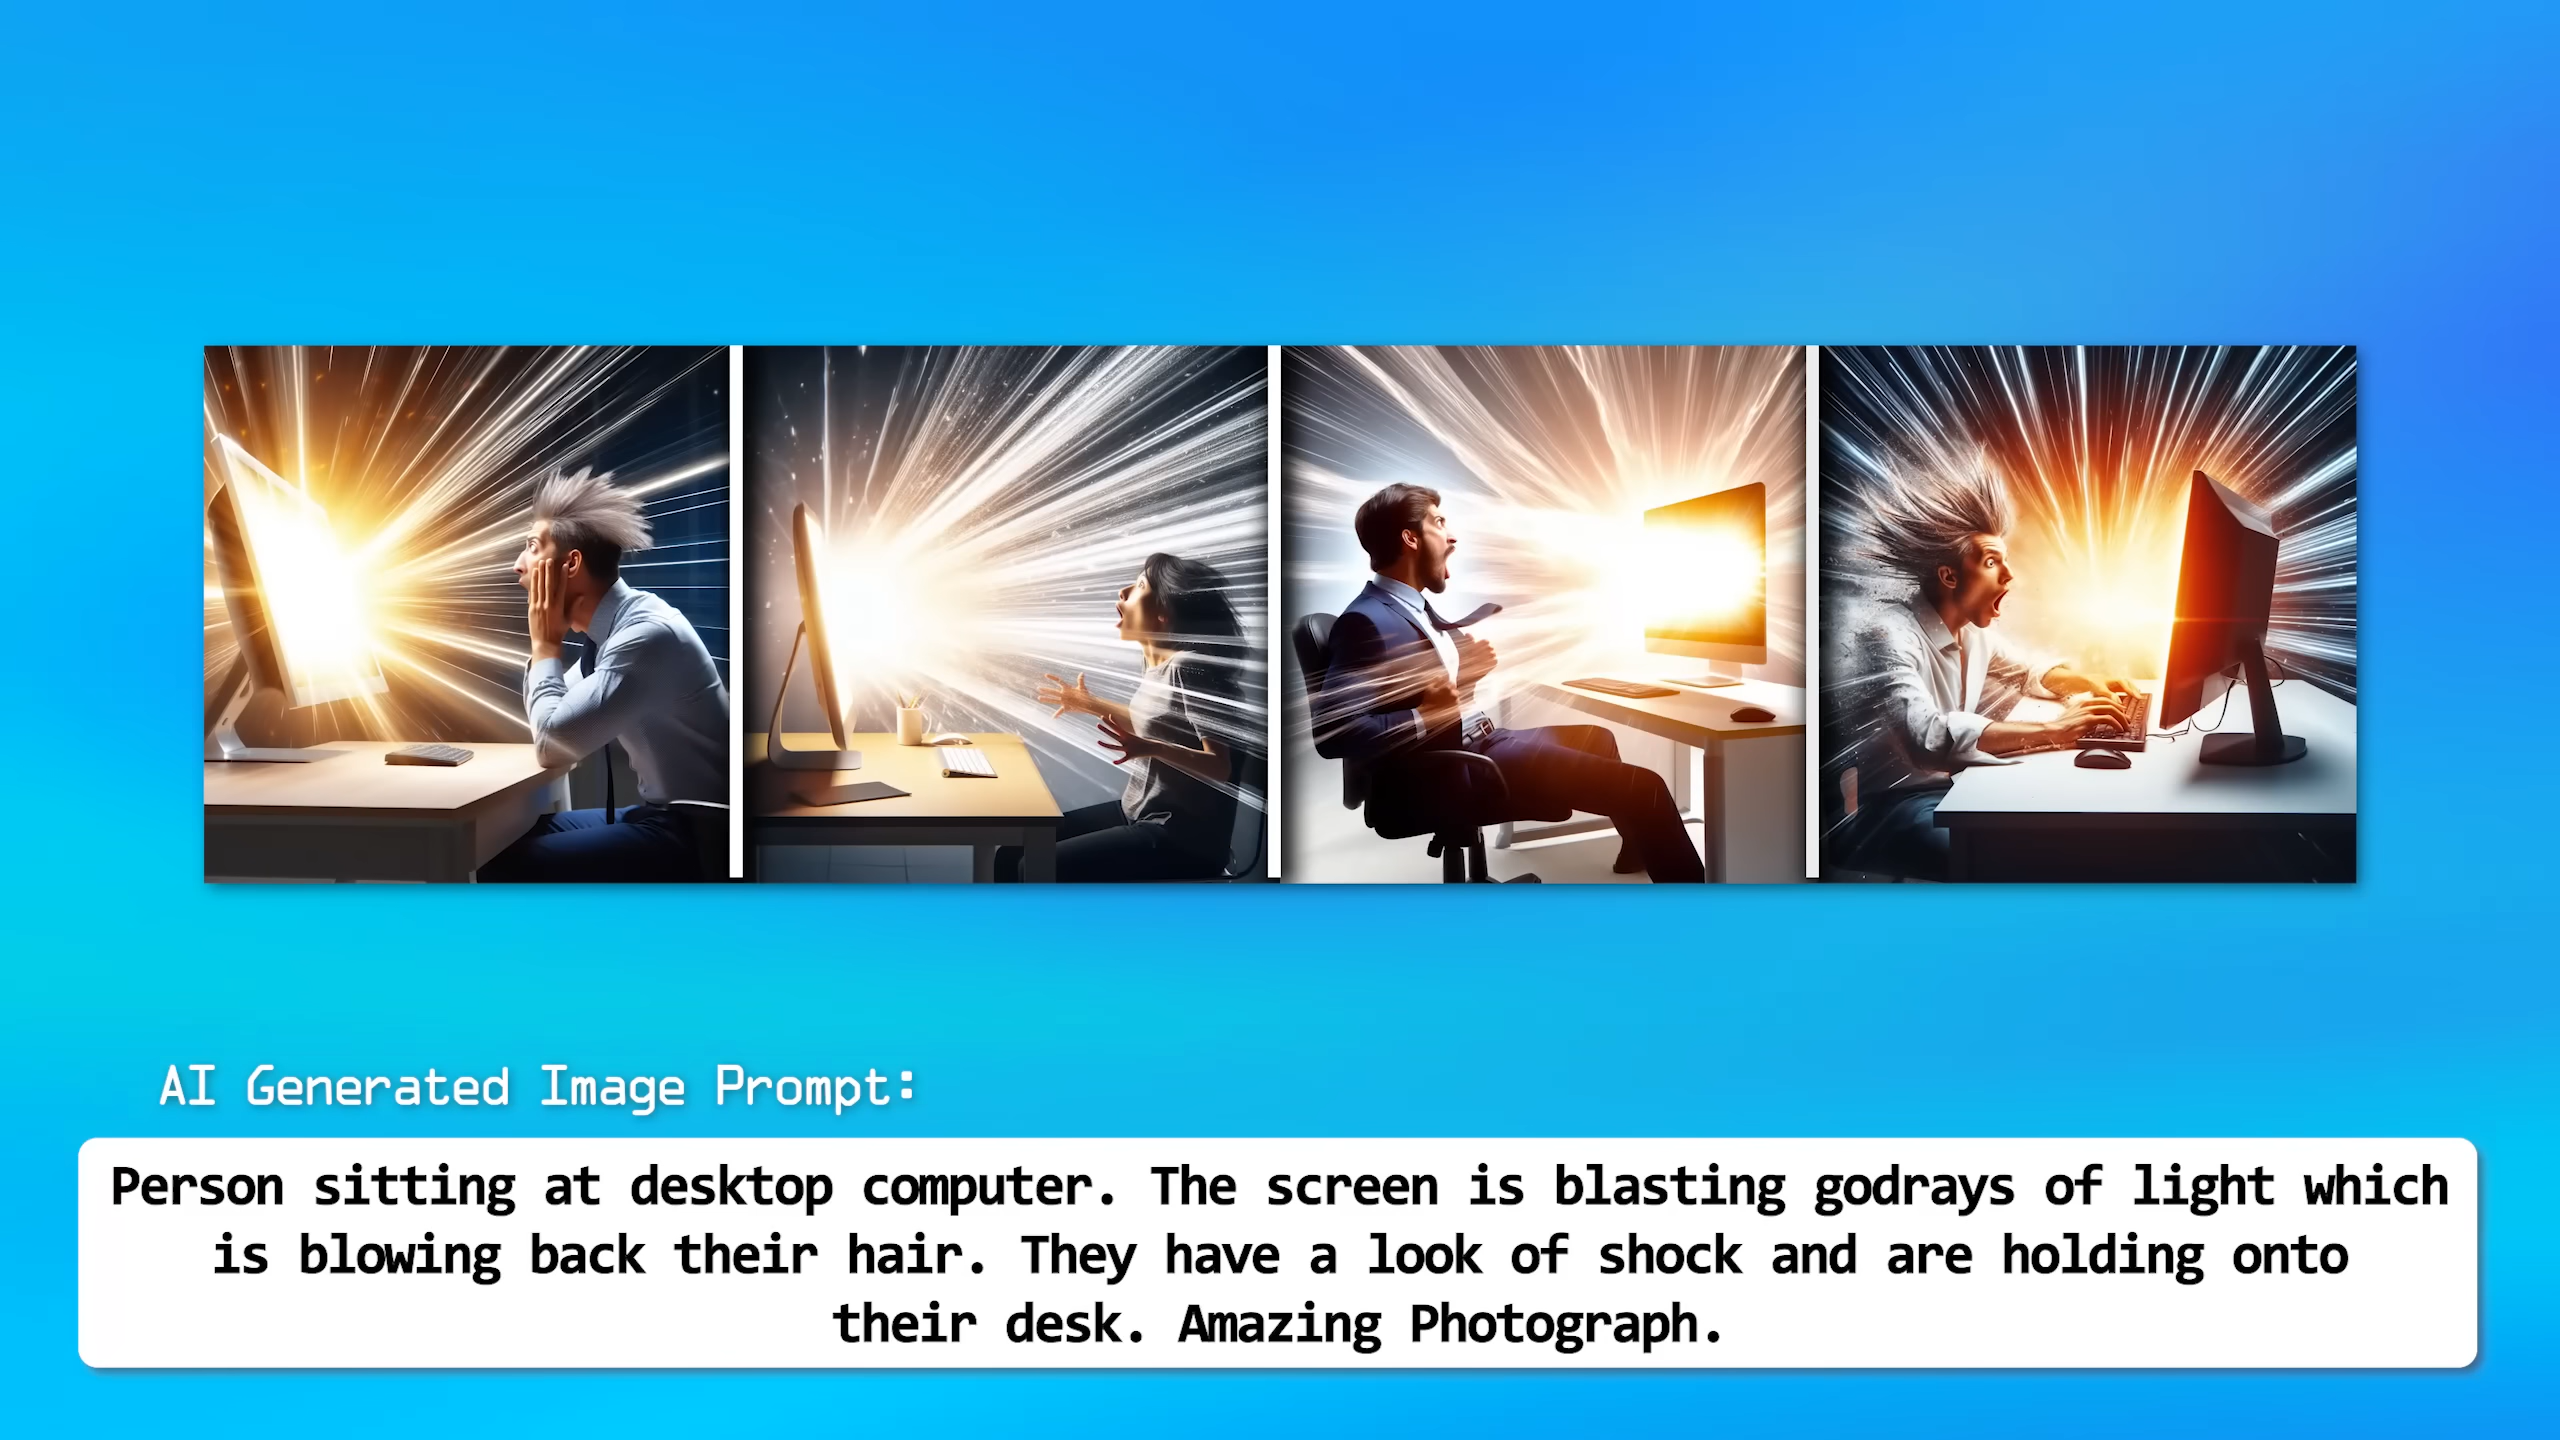 AI Generated Image Prompt:
Person sitting at desktop computer. The screen is blasting godrays of light which
is blowing back their hair. They have a look of shock and are holding onto
their desk. Amazing Photograph.